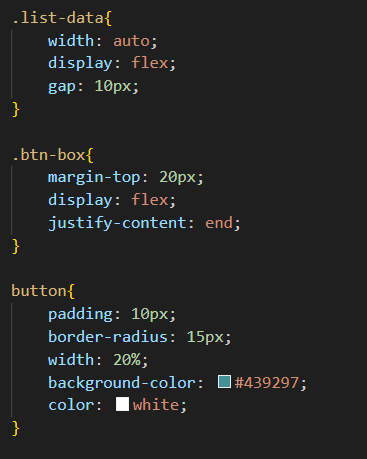 .list-data{
    width: auto;
    display: flex;
    gap: 10px;
}

.btn-box{
    margin-top: 20px;
    display: flex;
    justify-content: end;
}

button{
    padding: 10px;
    border-radius: 15px;
    width: 20%;
    background-color: #439297;
    color: white;
}